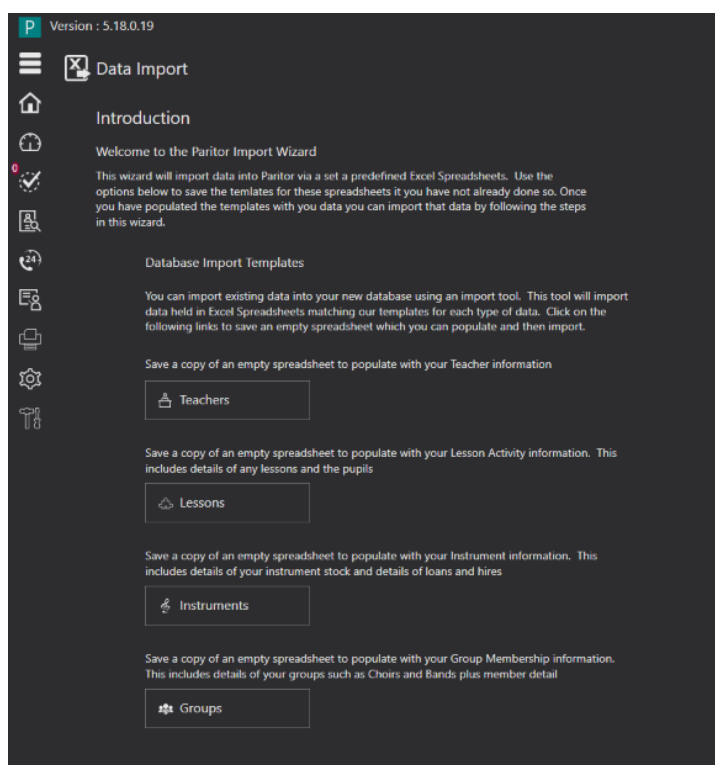 P Version : 5.18.0.19
Data Import
Introduction
Welcome to the Paritor Import Wizard
This wizard will import data into Paritor via a set a predefined Excel Spreadsheets. Use the
options below to save the temlates for these spreadsheets it you have not already done so. Once
you have populated the templates with you data you can import that data by following the steps
in this wizard.
0
24
Database Import Templates
You can import existing data into your new database using an import tool. This tool will import
data held in Excel Spreadsheets matching our templates for each type of data. Click on the
following links to save an empty spreadsheet which you can populate and then import.
Save a copy of an empty spreadsheet to populate with your Teacher information
Teachers
Save a copy of an empty spreadsheet to populate with your Lesson Activity information. This
includes details of any lessons and the pupils
Lessons
Save a copy of an empty spreadsheet to populate with your Instrument information. This
includes details of your instrument stock and details of loans and hires
Instruments
Save a copy of an empty spreadsheet to populate with your Group Membership information.
This includes details of your groups such as Choirs and Bands plus member detail
Groups